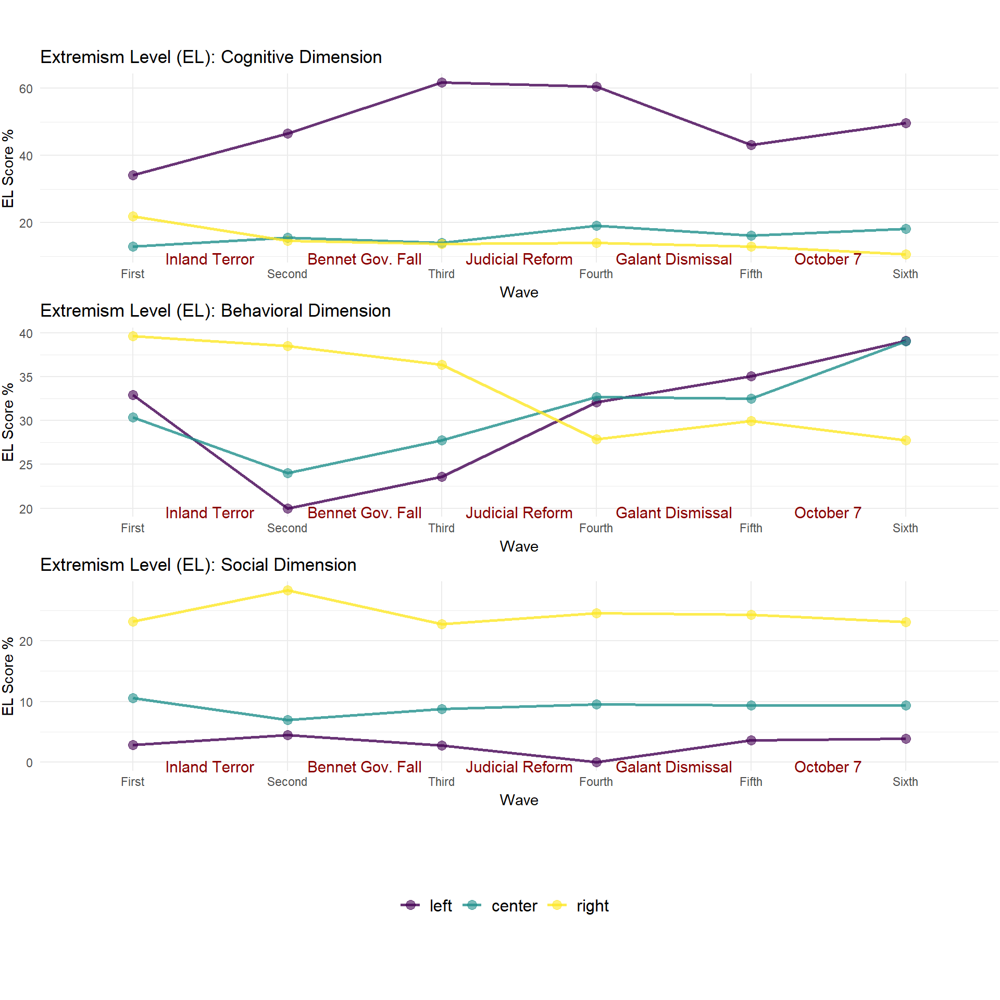 Extremism Level (EL): Cognitive Dimension
EL Score %
60
40
20
Inland Terror Bennet Gov. Fall Judicial Reform Galant Dismissal October 7
First Second Third Fourth Fifth Sixth
Wave
Extremism Level (EL): Behavioral Dimension
EL Score %
40
35
30
25
20
Inland Terror Bennet Gov. Fall Judicial Reform Galant Dismissal October 7
First Second Third Fourth Fifth Sixth
Wave
Extremism Level (EL): Social Dimension
EL Score %
20
10
0
Inland Terror Bennet Gov. Fall Judicial Reform Galant Dismissal October 7
First Second Third Fourth Fifth Sixth
Wave
left center right